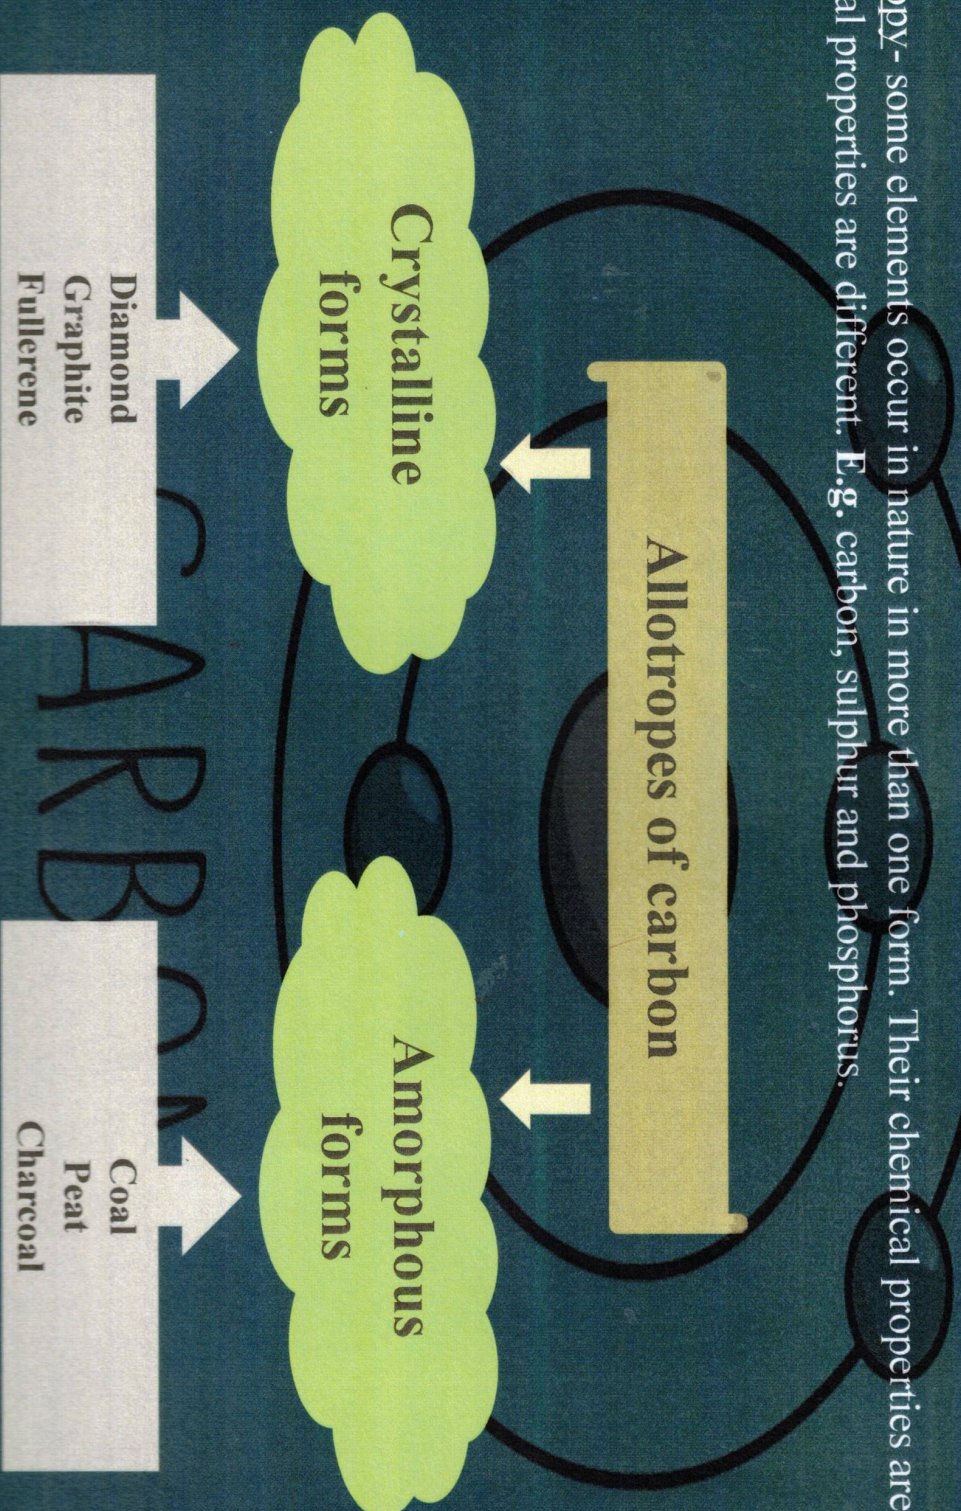 opy- some elements occur in nature in more than one form. Their chemical properties are
al properties are different. E.g. carbon, sulphur and phosphorus.
Allotropes of carbon
Crystalline
forms
Amorphous
forms
Diamond
Graphite
Fullerene
Coal
Peat
Charcoal
CARBON